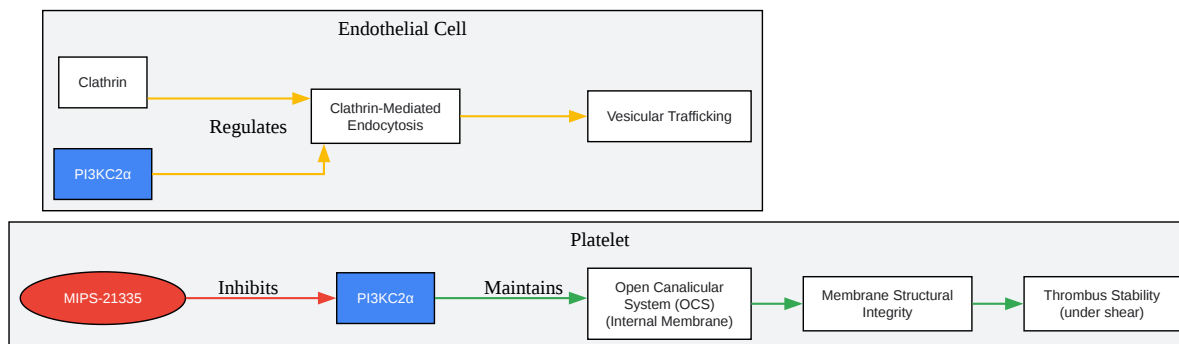 Endothelial Cell
Clathrin
Clathrin-Mediated
Endocytosis
Vesicular Trafficking
Regulates
PI3KC2α
Platelet
MIPS-21335
Inhibits
PI3KC2α
Maintains
Open Canalicular
System (OCS)
(Internal Membrane)
Membrane Structural
Integrity
Thrombus Stability
(under shear)